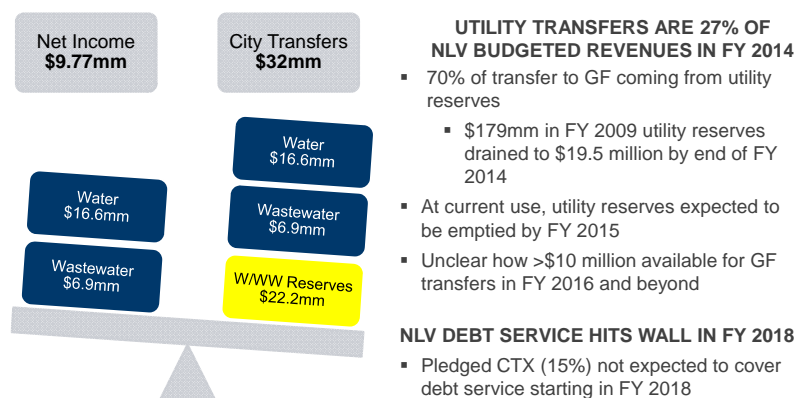 Net Income
$9.77mm
City Transfers
$32mm
Water
$16.6mm
Wastewater
$6.9mm
Water
$16.6mm
Wastewater
$6.9mm
W/WW Reserves
$22.2mm
UTILITY TRANSFERS ARE 27% OF
NLV BUDGETED REVENUES IN FY 2014
▪ 70% of transfer to GF coming from utility
reserves
▪ $179mm in FY 2009 utility reserves
drained to $19.5 million by end of FY
2014
▪ At current use, utility reserves expected to
be emptied by FY 2015
▪ Unclear how >$10 million available for GF
transfers in FY 2016 and beyond
NLV DEBT SERVICE HITS WALL IN FY 2018
▪ Pledged CTX (15%) not expected to cover
debt service starting in FY 2018